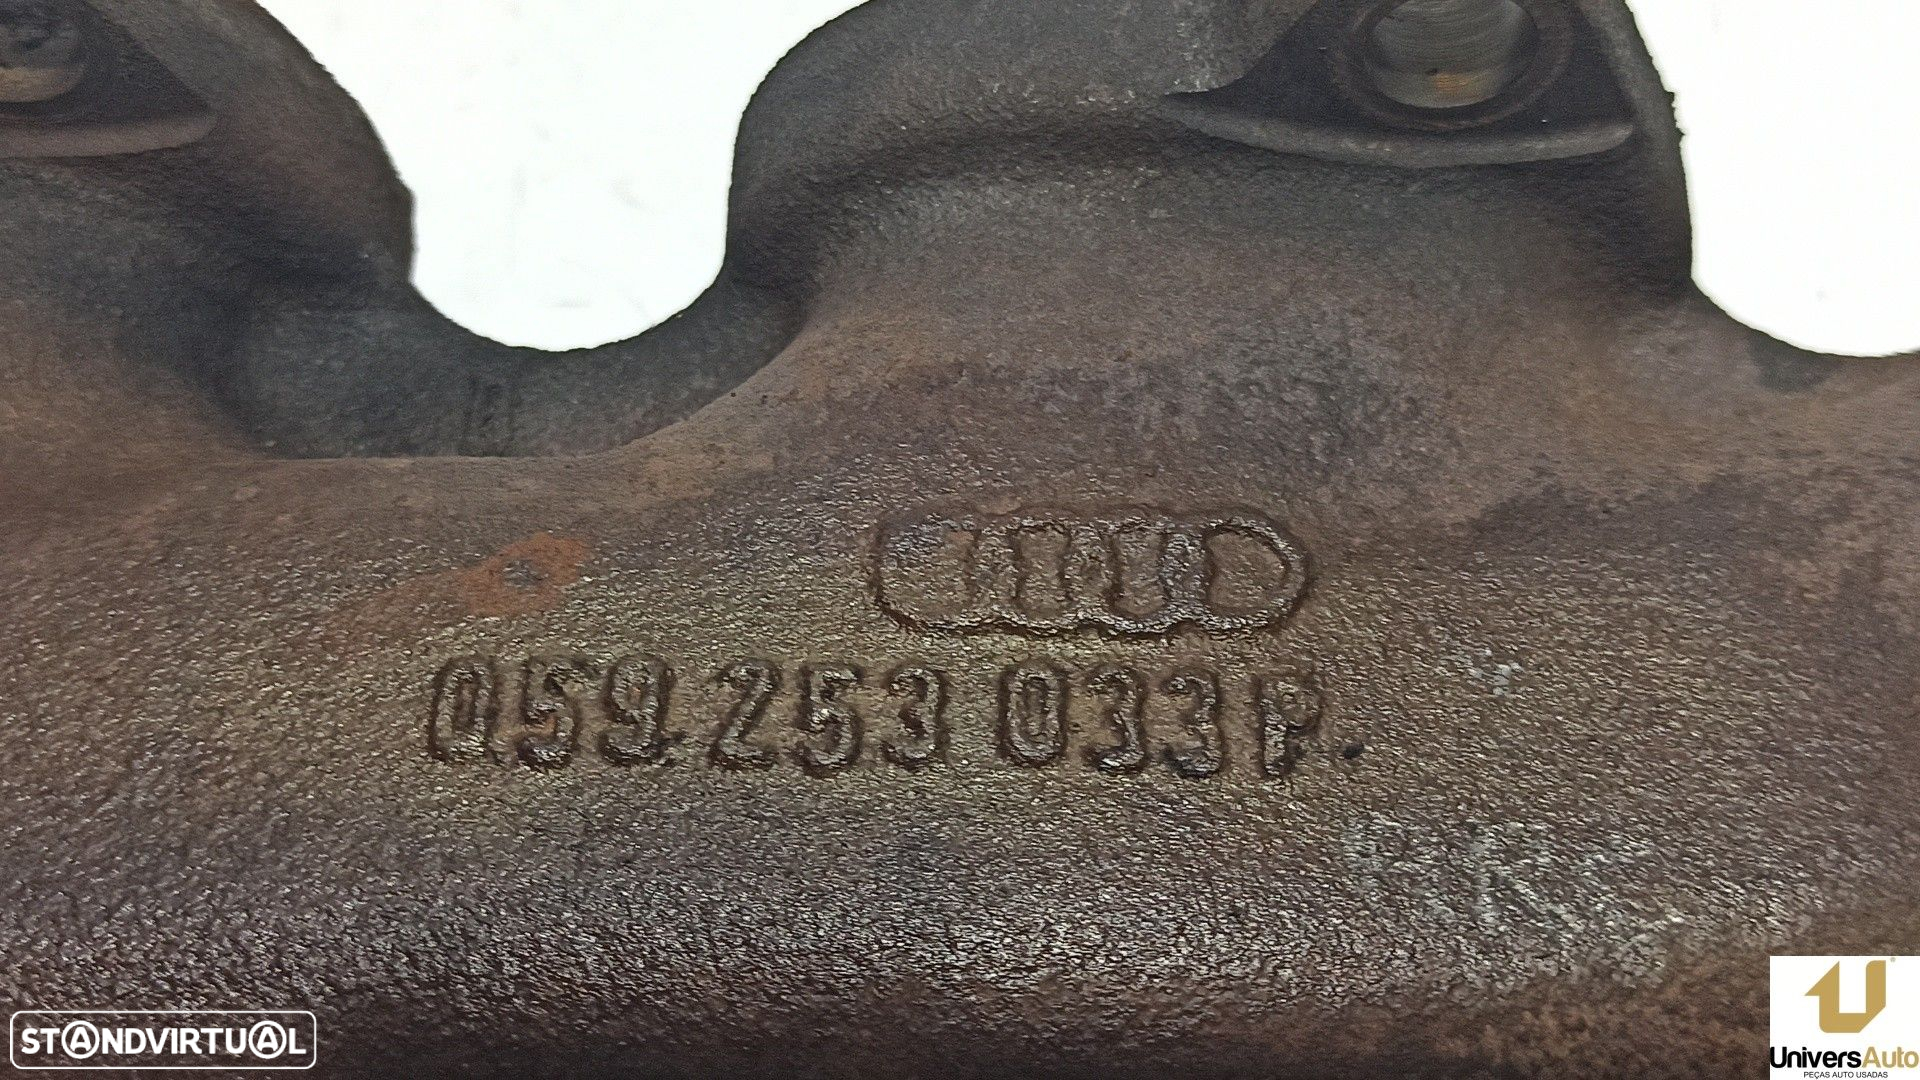 059 253 033 P.
STANDVIRTUAL
UniversAuto
PEÇAS AUTO USADAS